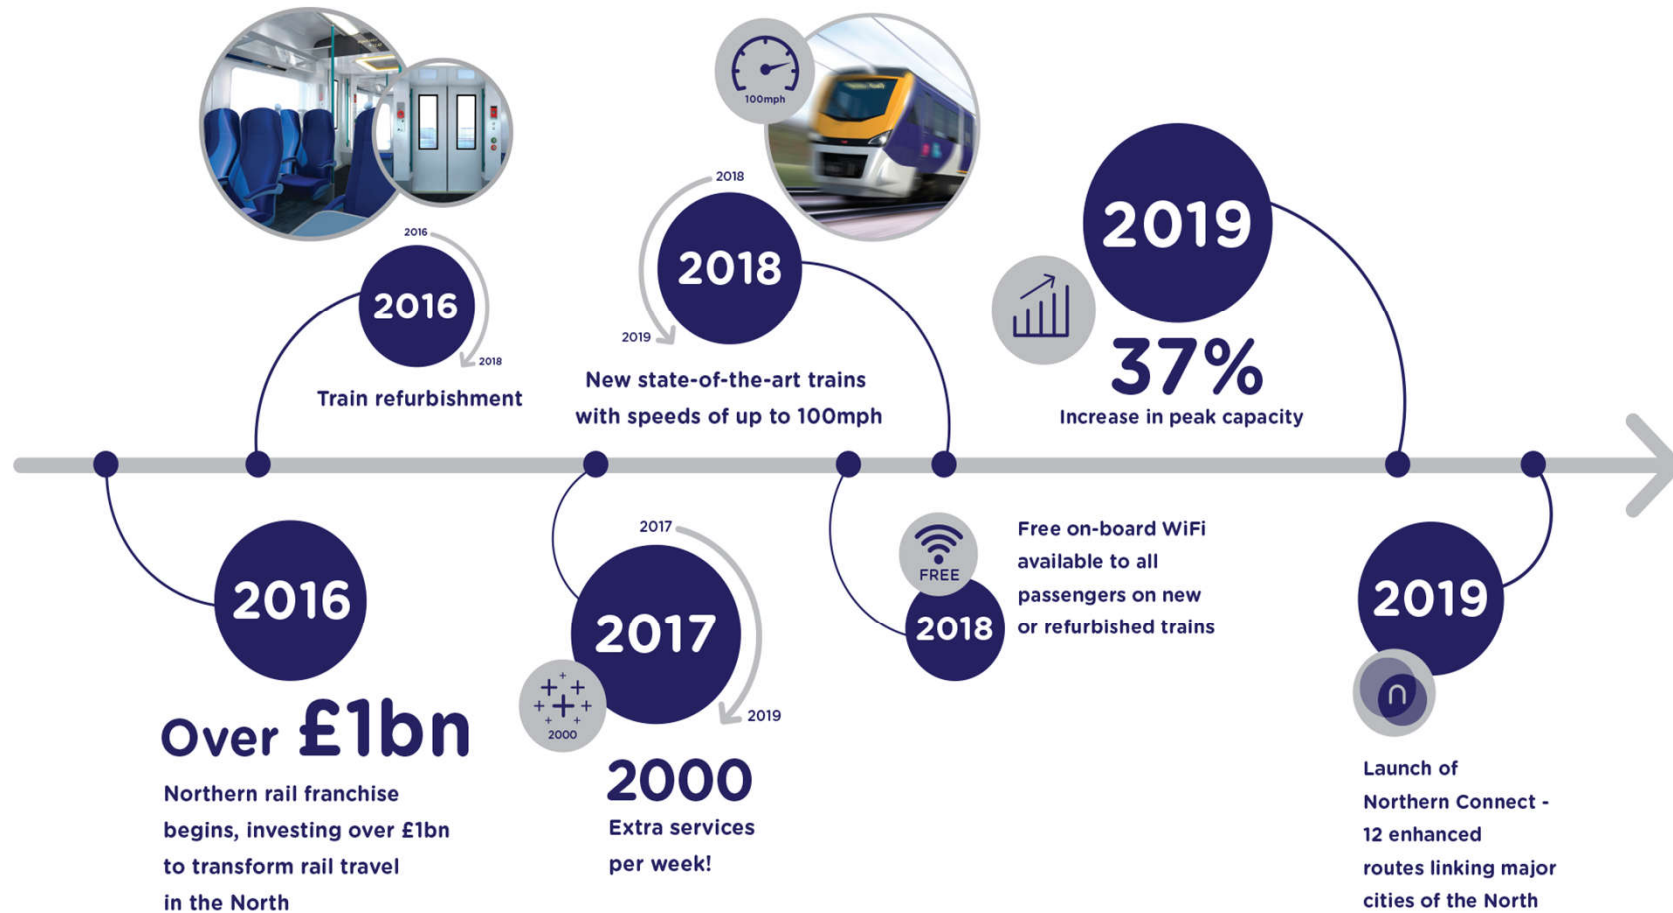 100mph
2016
2016
2018
Train refurbishment
2018
2018
2019
New state-of-the-art trains
with speeds of up to 100mph
2019
37%
Increase in peak capacity
2016
Over £1bn
Northern rail franchise
begins, investing over £1bn
to transform rail travel
in the North
2017
2017
2019
2000
2000
Extra services
per week!
FREE
2018
Free on-board WiFi
available to all
passengers on new
or refurbished trains
2019
n
Launch of
Northern Connect -
12 enhanced
routes linking major
cities of the North